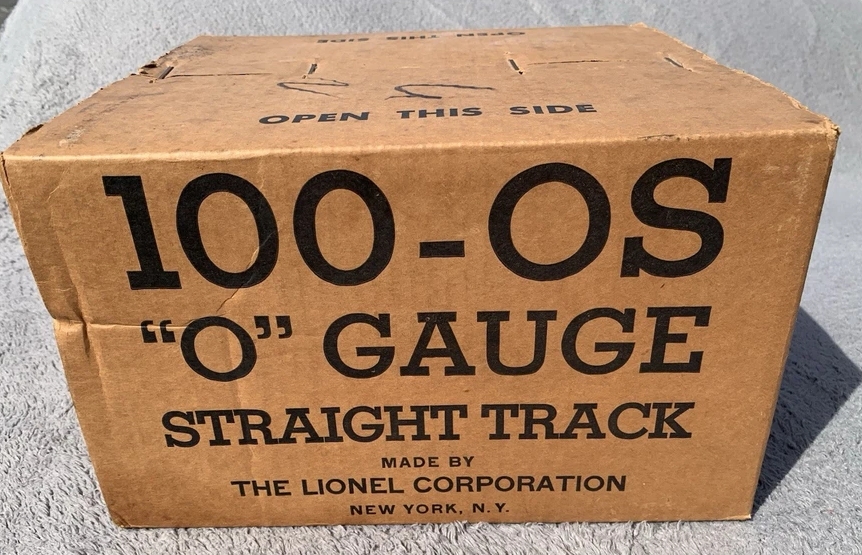 OPEN THIS SIDE
OPEN THIS SIDE
100-OS
“O” GAUGE
STRAIGHT TRACK
MADE BY
THE LIONEL CORPORATION
NEW YORK, N.Y.